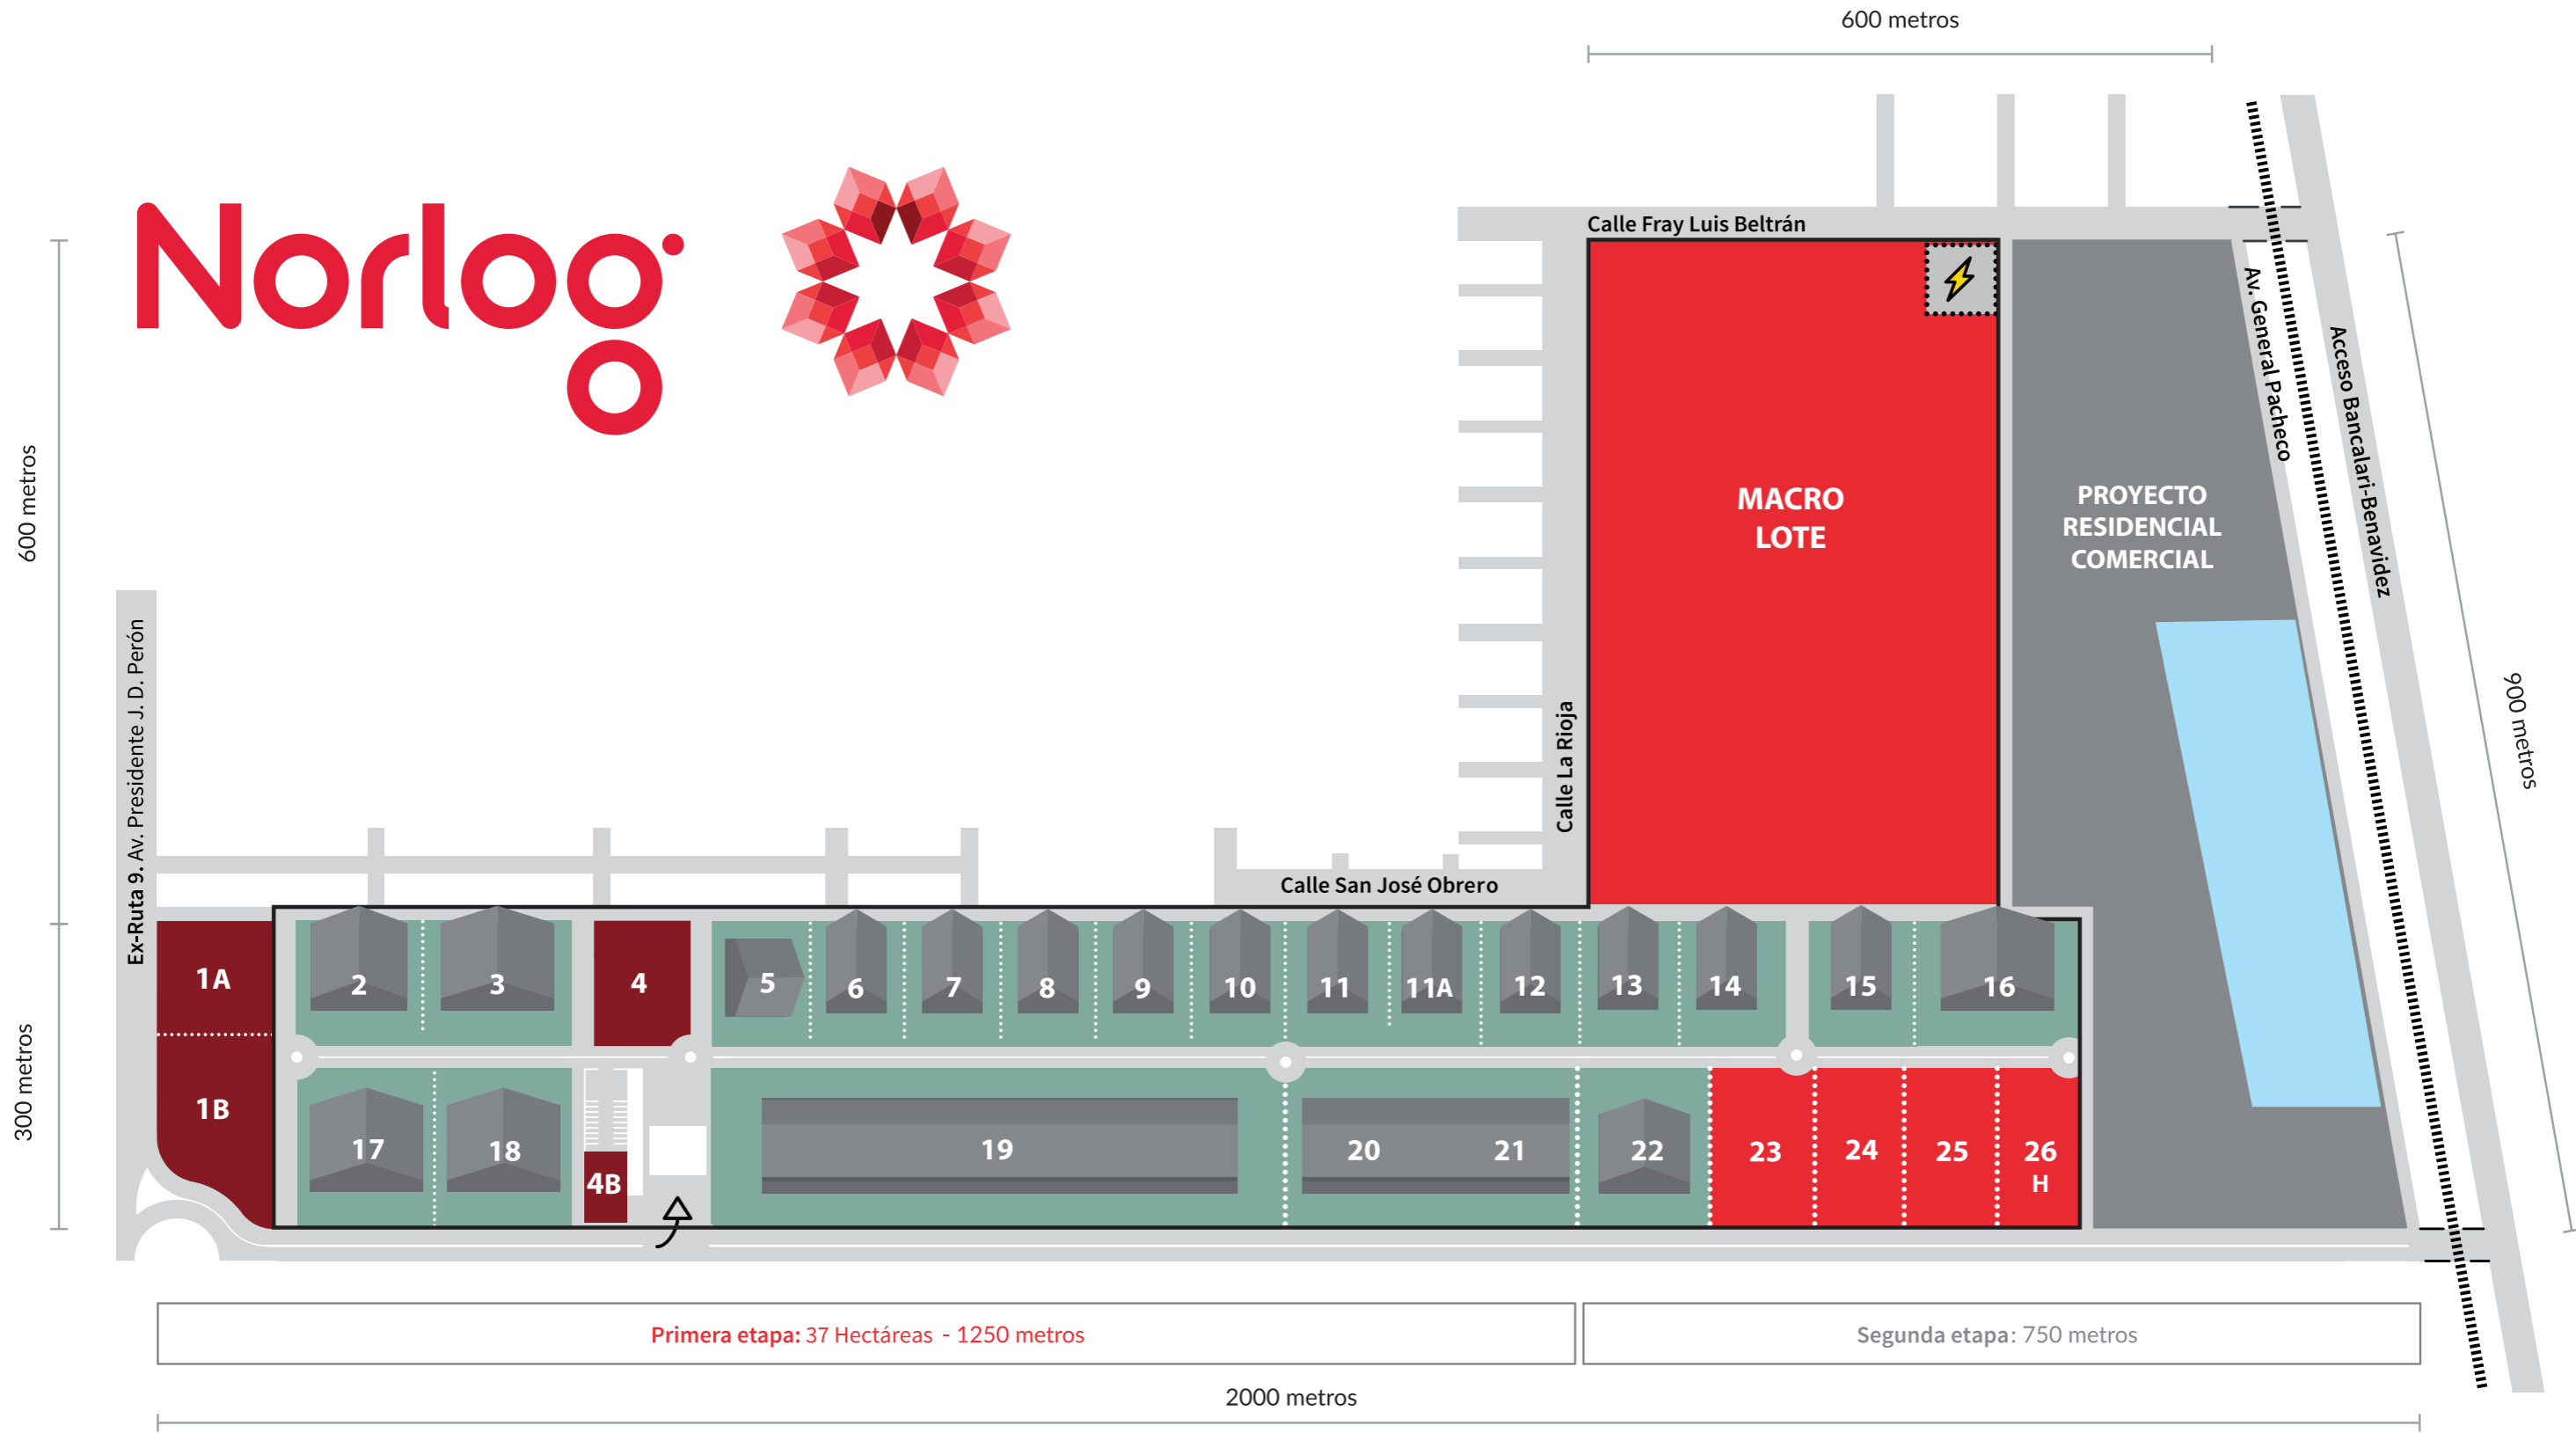 600 metros
Norlog
Calle Fray Luis Beltrán
Av. General Pacheco
Acceso Bancalari-Benavidez
600 metros
MACRO
LOTE
PROYECTO
RESIDENCIAL
COMERCIAL
900 metros
Ex-Ruta 9. Av. Presidente J. D. Perón
Calle La Rioja
Calle San José Obrero
300 metros
1A
2
3
4
5
6
7
8
9
10
11
11A
12
13
14
15
16
1B
17
18
4B
19
20
21
22
23
24
25
26
H
Primera etapa: 37 Hectáreas - 1250 metros
Segunda etapa: 750 metros
2000 metros